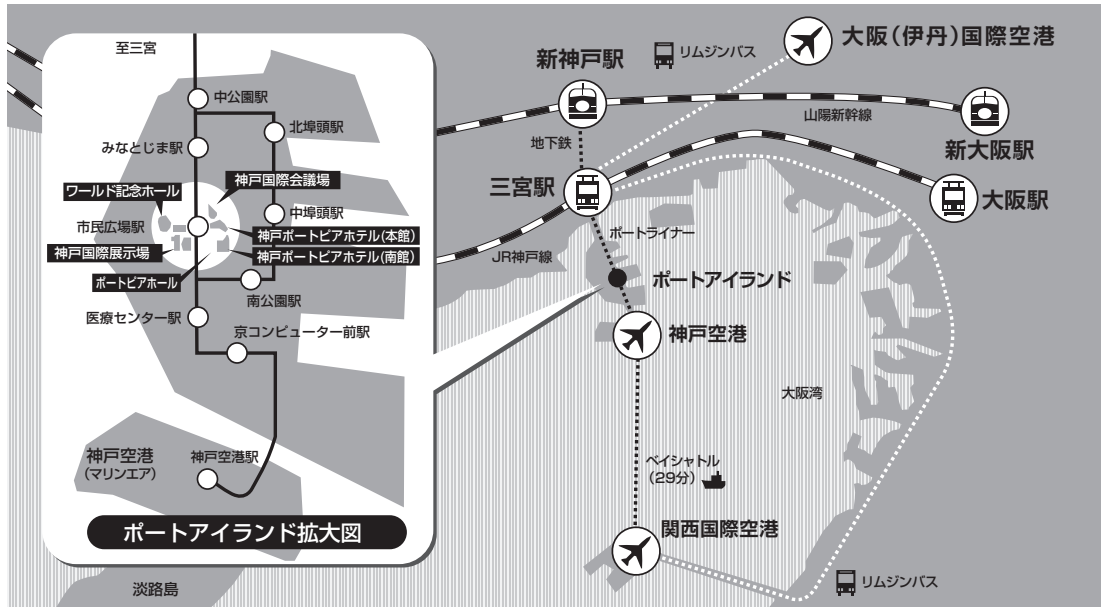 至三宮
中公園駅
北埠頭駅
みなとじま駅
神戸国際会議場
ワールド記念ホール
中埠頭駅
市民広場駅
神戸ポートピアホテル(本館)
神戸国際展示場
神戸ポートピアホテル(南館)
ポートピアホール
南公園駅
医療センター駅
京コンピューター前駅
神戸空港
(マリンエア)
神戸空港駅
ポートアイランド拡大図
淡路島
大阪(伊丹)国際空港
リムジンバス
新神戸駅
山陽新幹線
地下鉄
新大阪駅
三宮駅
大阪駅
ポートライナー
JR神戸線
ポートアイランド
神戸空港
大阪湾
ベイシャトル
(29分)
関西国際空港
リムジンバス